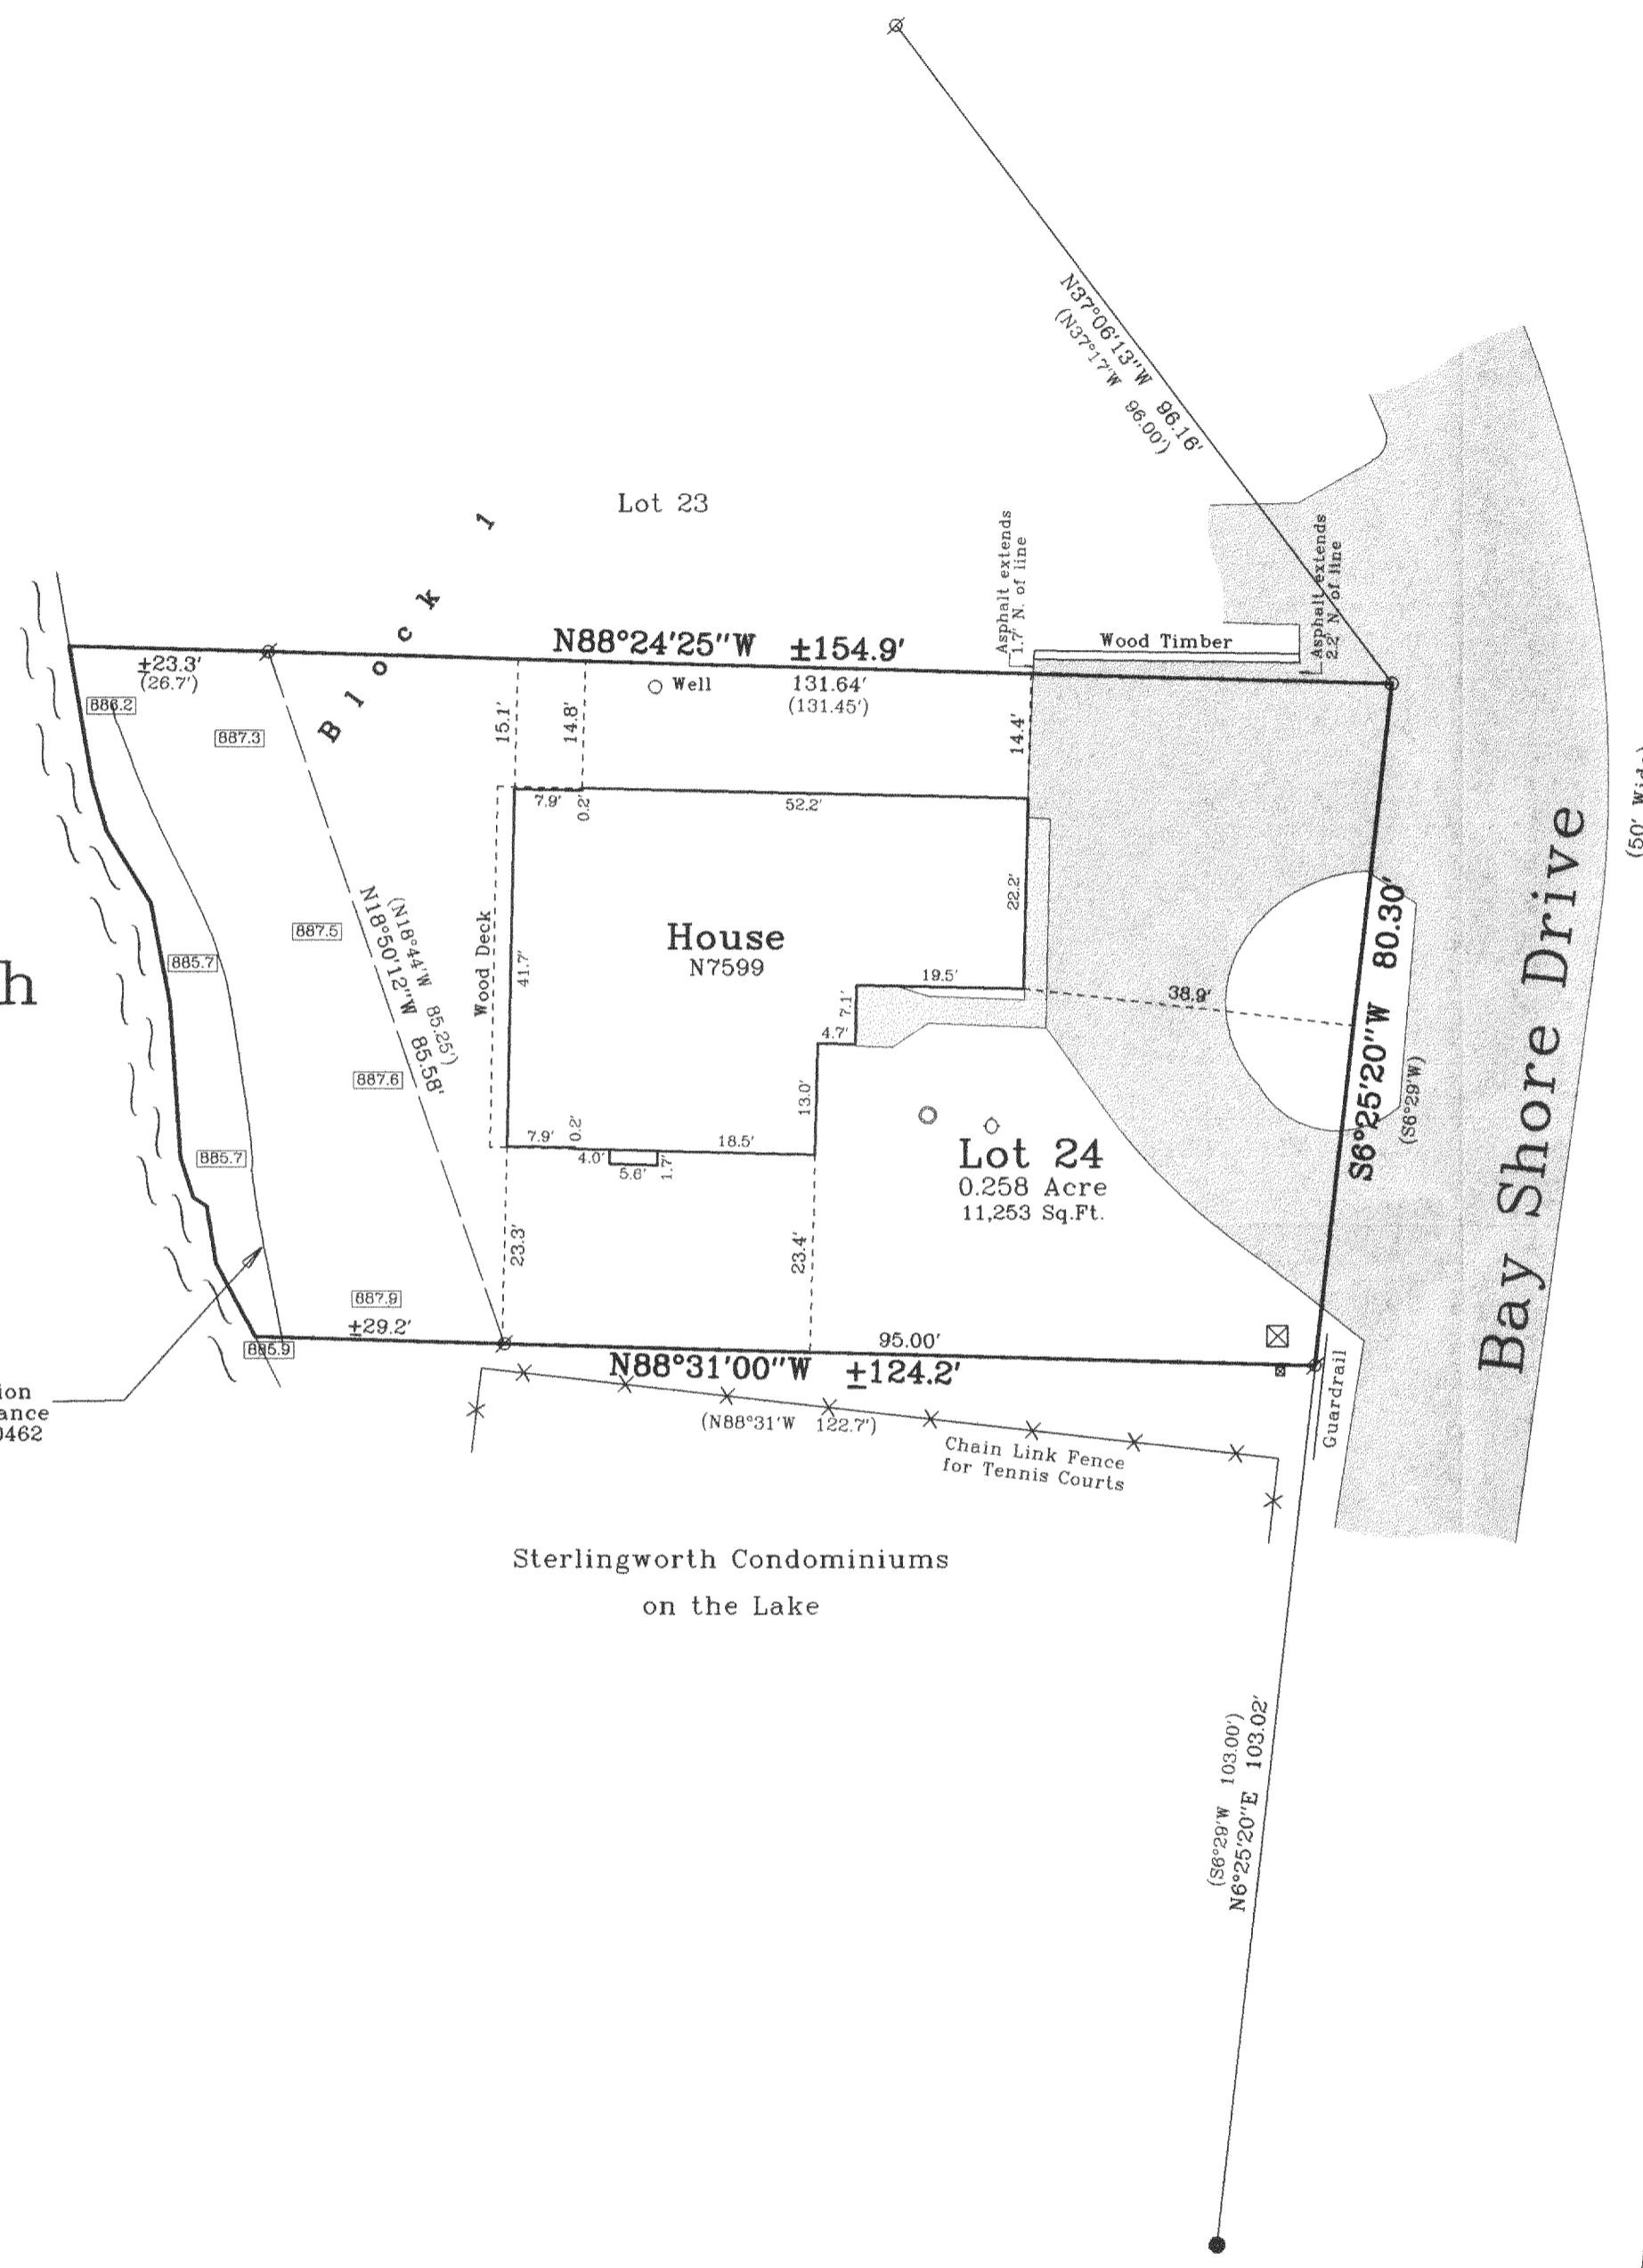 N37°06'13"W 96.16'
(N37°17'W 96.00')
Lot 23
Block 1
Asphalt extends
1.7' N. of line
Asphalt extends
2.2' N. of line
Wood Timber
N88°24'25"W ±154.9'
±23.3'
(26.7')
131.64'
(131.45')
Well
886.2
887.3
15.1'
14.8'
14.4'
7.9'
0.2'
52.2'
(50' Wide)
Bay Shore Drive
22.2'
House
N7599
Wood Deck
41.7'
(N18°44'W 85.25')
N18°50'12"W 85.58'
887.5
885.7
h
19.5'
7.1'
38.9'
4.7'
S6°25'20"W 80.30'
(S6°29'W)
887.6
13.0'
7.9'
0.2'
18.5'
4.0'
5.6'
1.7'
Lot 24
0.258 Acre
11,253 Sq.Ft.
885.7
23.3'
23.4'
887.9
±29.2'
885.9
95.00'
N88°31'00"W ±124.2'
(N88°31'W 122.7')
Guardrail
Chain Link Fence
for Tennis Courts
ion
ance
0462
Sterlingworth Condominiums
on the Lake
(S6°29'W 103.00')
N6°25'20"E 103.02'